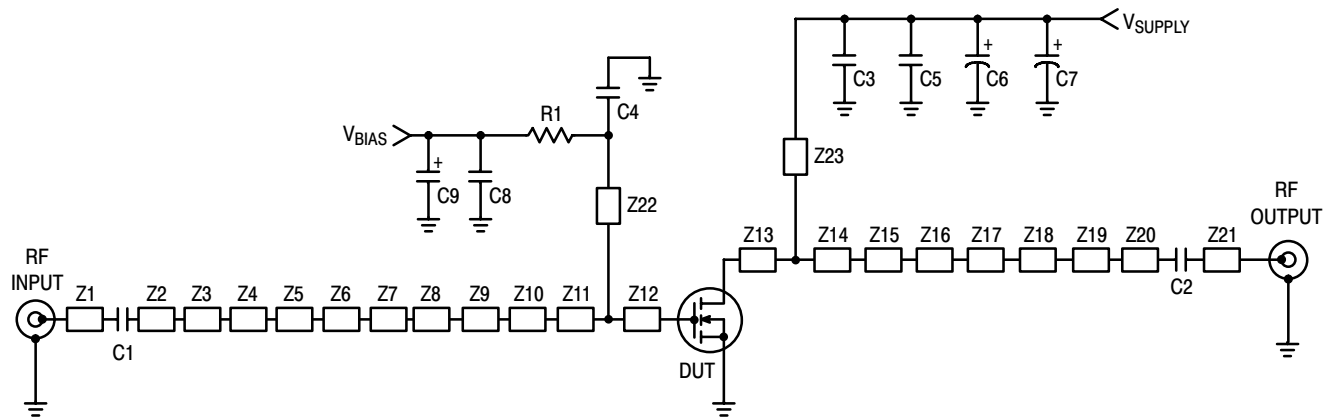 VSUPPLY
+
+
C3
C5
C6
C7
C4
R1
VBIAS
+
Z23
C9
C8
Z22
RF
OUTPUT
Z13
Z14
Z15
Z16
Z17
Z18
Z19
Z20
Z21
C2
RF
INPUT
Z1
Z2
Z3
Z4
Z5
Z6
Z7
Z8
Z9
Z10
Z11
Z12
C1
DUT